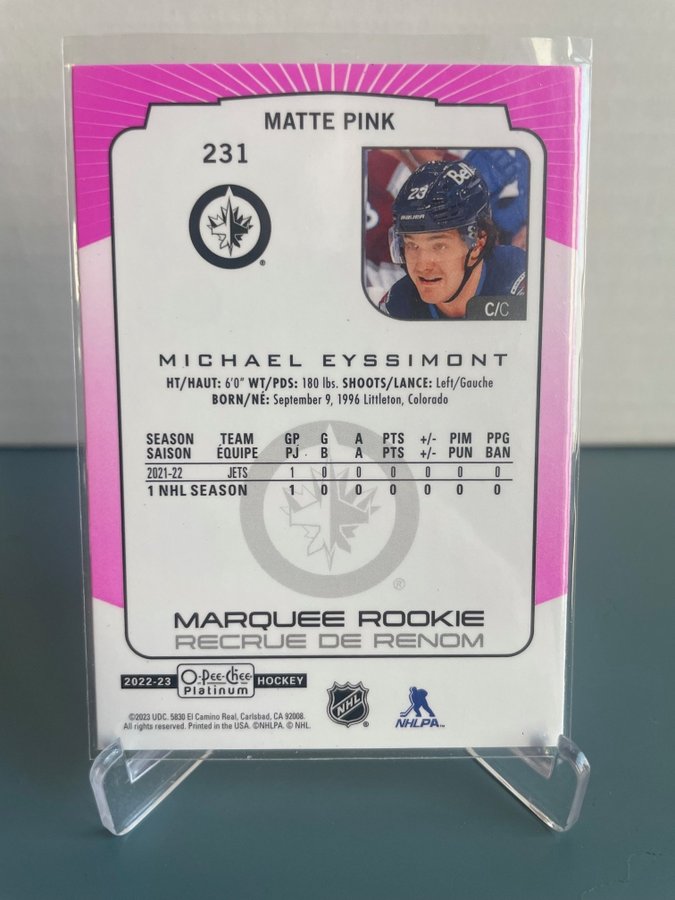 MATTE PINK
231
23
Bell
BAUER
C/C
®
MICHAEL EYSSIMONT
HT/HAUT: 6'0" WT/PDS: 180 lbs. SHOOTS/LANCE: Left/Gauche
BORN/NÉ: September 9, 1996 Littleton, Colorado
SEASON TEAM GP G A PTS +/- PIM PPG
SAISON ÉQUIPE PJ B A PTS +/- PUN BAN
2021-22 JETS 1 0 0 0 0 0 0
1 NHL SEASON 1 0 0 0 0 0 0
®
MARQUEE ROOKIE
RECRUE DE RENOM
2022-23 O-Pee-Chee Platinum HOCKEY
NHL ®
NHLPA™
©2023 UDC. 5830 El Camino Real, Carlsbad, CA 92008.
All rights reserved. Printed in the USA. ©NHLPA. © NHL.